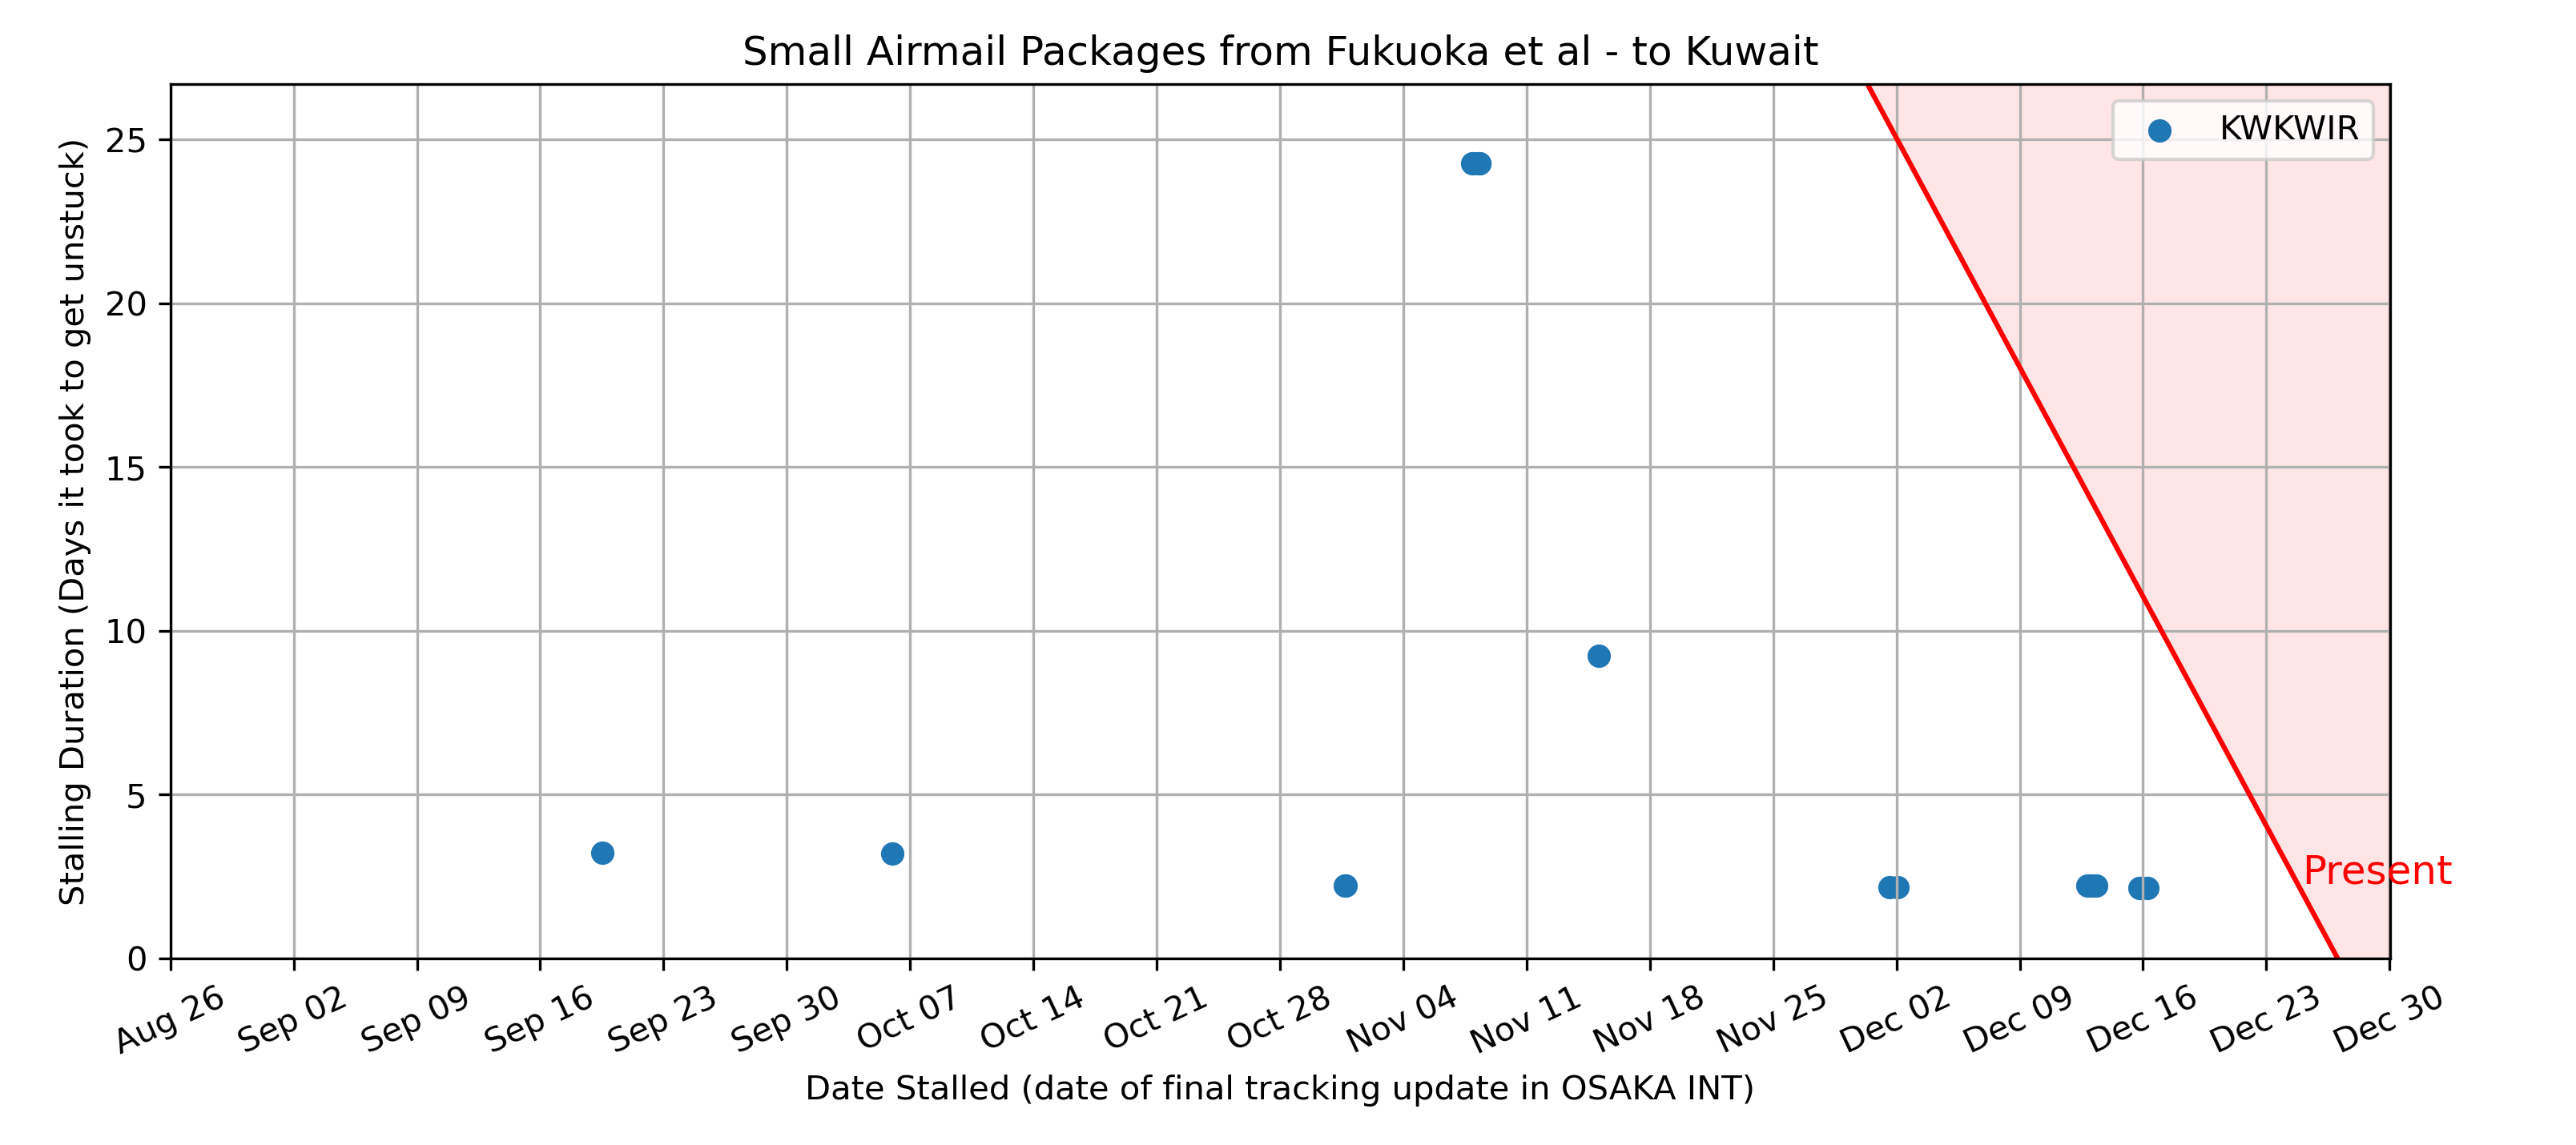 Small Airmail Packages from Fukuoka et al - to Kuwait
KWKWIR
Stalling Duration (Days it took to get unstuck)
25
20
15
10
5
0
Present
Aug 26 Sep 02 Sep 09 Sep 16 Sep 23 Sep 30 Oct 07 Oct 14 Oct 21 Oct 28 Nov 04 Nov 11 Nov 18 Nov 25 Dec 02 Dec 09 Dec 16 Dec 23 Dec 30
Date Stalled (date of final tracking update in OSAKA INT)